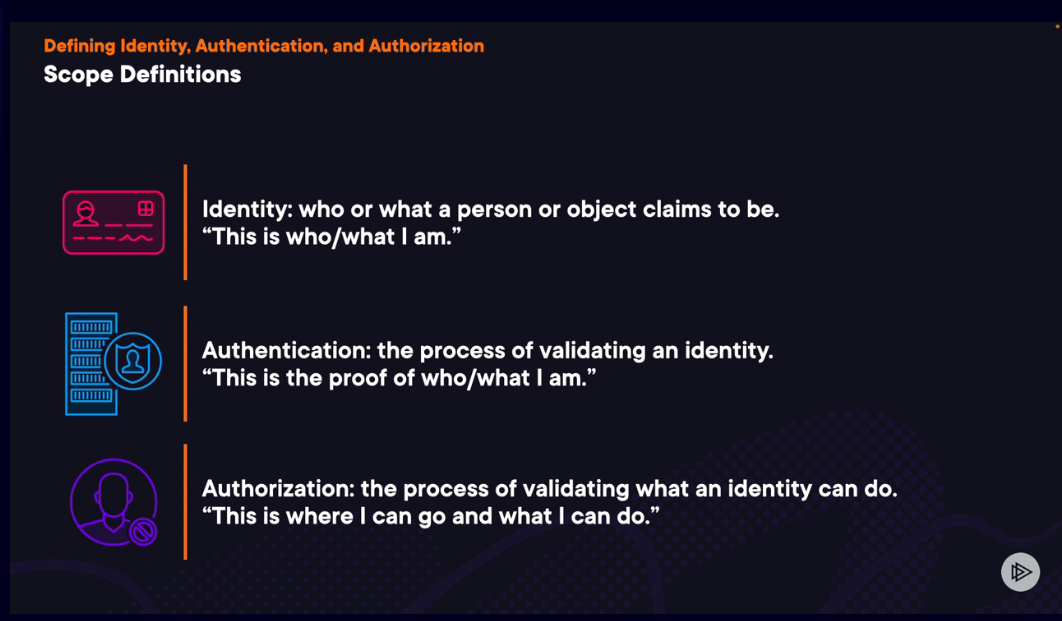 Defining Identity, Authentication, and Authorization
Scope Definitions
Identity: who or what a person or object claims to be.
“This is who/what I am.”
Authentication: the process of validating an identity.
“This is the proof of who/what I am.”
Authorization: the process of validating what an identity can do.
“This is where I can go and what I can do.”